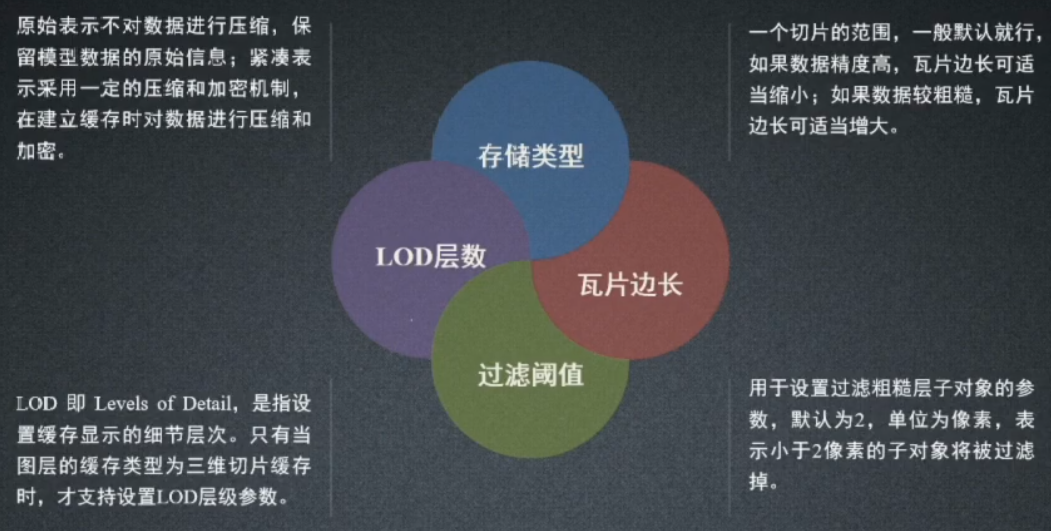 原始表示不对数据进行压缩，保
留模型数据的原始信息；紧凑表
示采用一定的压缩和加密机制，
在建立缓存时对数据进行压缩和
加密。
一个切片的范围，一般默认就行，
如果数据精度高，瓦片边长可适
当缩小；如果数据较粗糙，瓦片
边长可适当增大。
存储类型
LOD层数
瓦片边长
过滤阈值
LOD 即 Levels of Detail，是指设
置缓存显示的细节层次。只有当
图层的缓存类型为三维切片缓存
时，才支持设置LOD层级参数。
用于设置过滤粗糙层子对象的参
数，默认为2，单位为像素，表
示小于2像素的子对象将被过滤
掉。